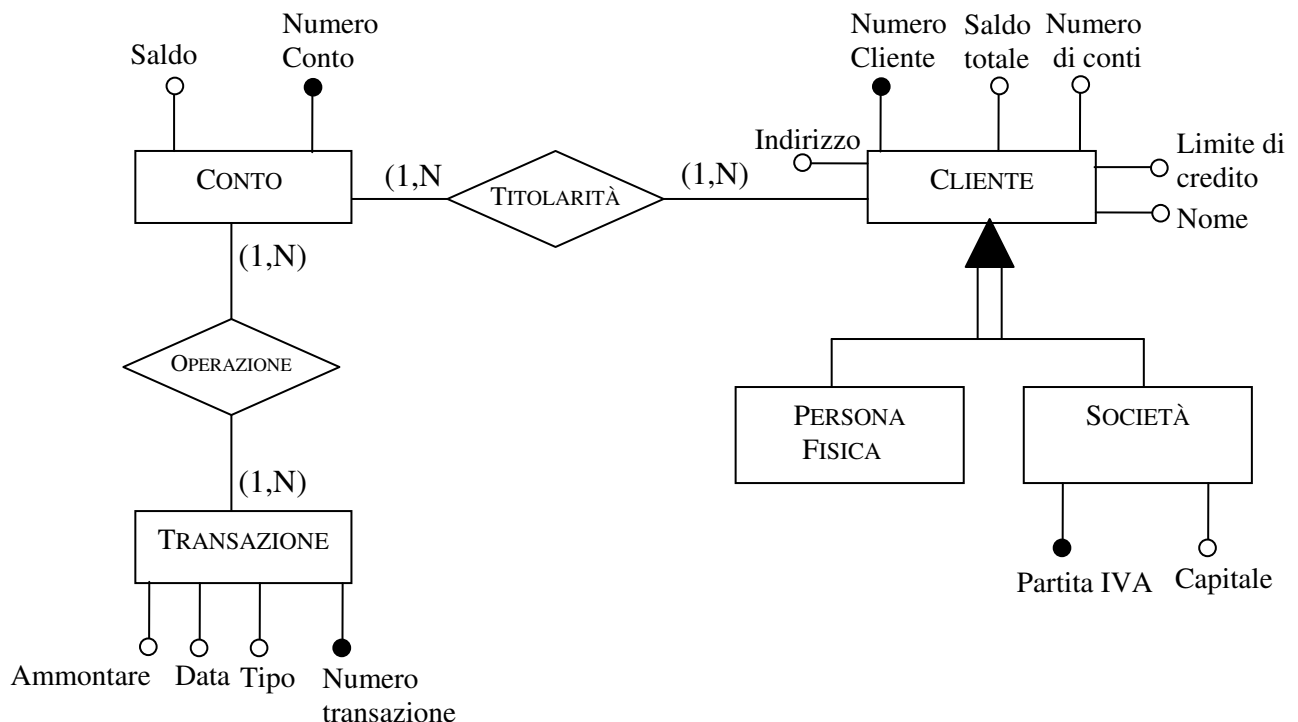 Saldo
Numero
Conto
Numero
Cliente
Saldo
totale
Numero
di conti
Indirizzo
Limite di
credito
Nome
CONTO
(1,N
TITOLARITÀ
(1,N)
CLIENTE
(1,N)
OPERAZIONE
(1,N)
PERSONA
FISICA
SOCIETÀ
TRANSAZIONE
Partita IVA
Capitale
Ammontare
Data
Tipo
Numero
transazione